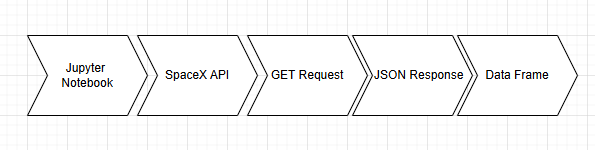 Jupyter
Notebook
SpaceX API
GET Request
JSON Response
Data Frame